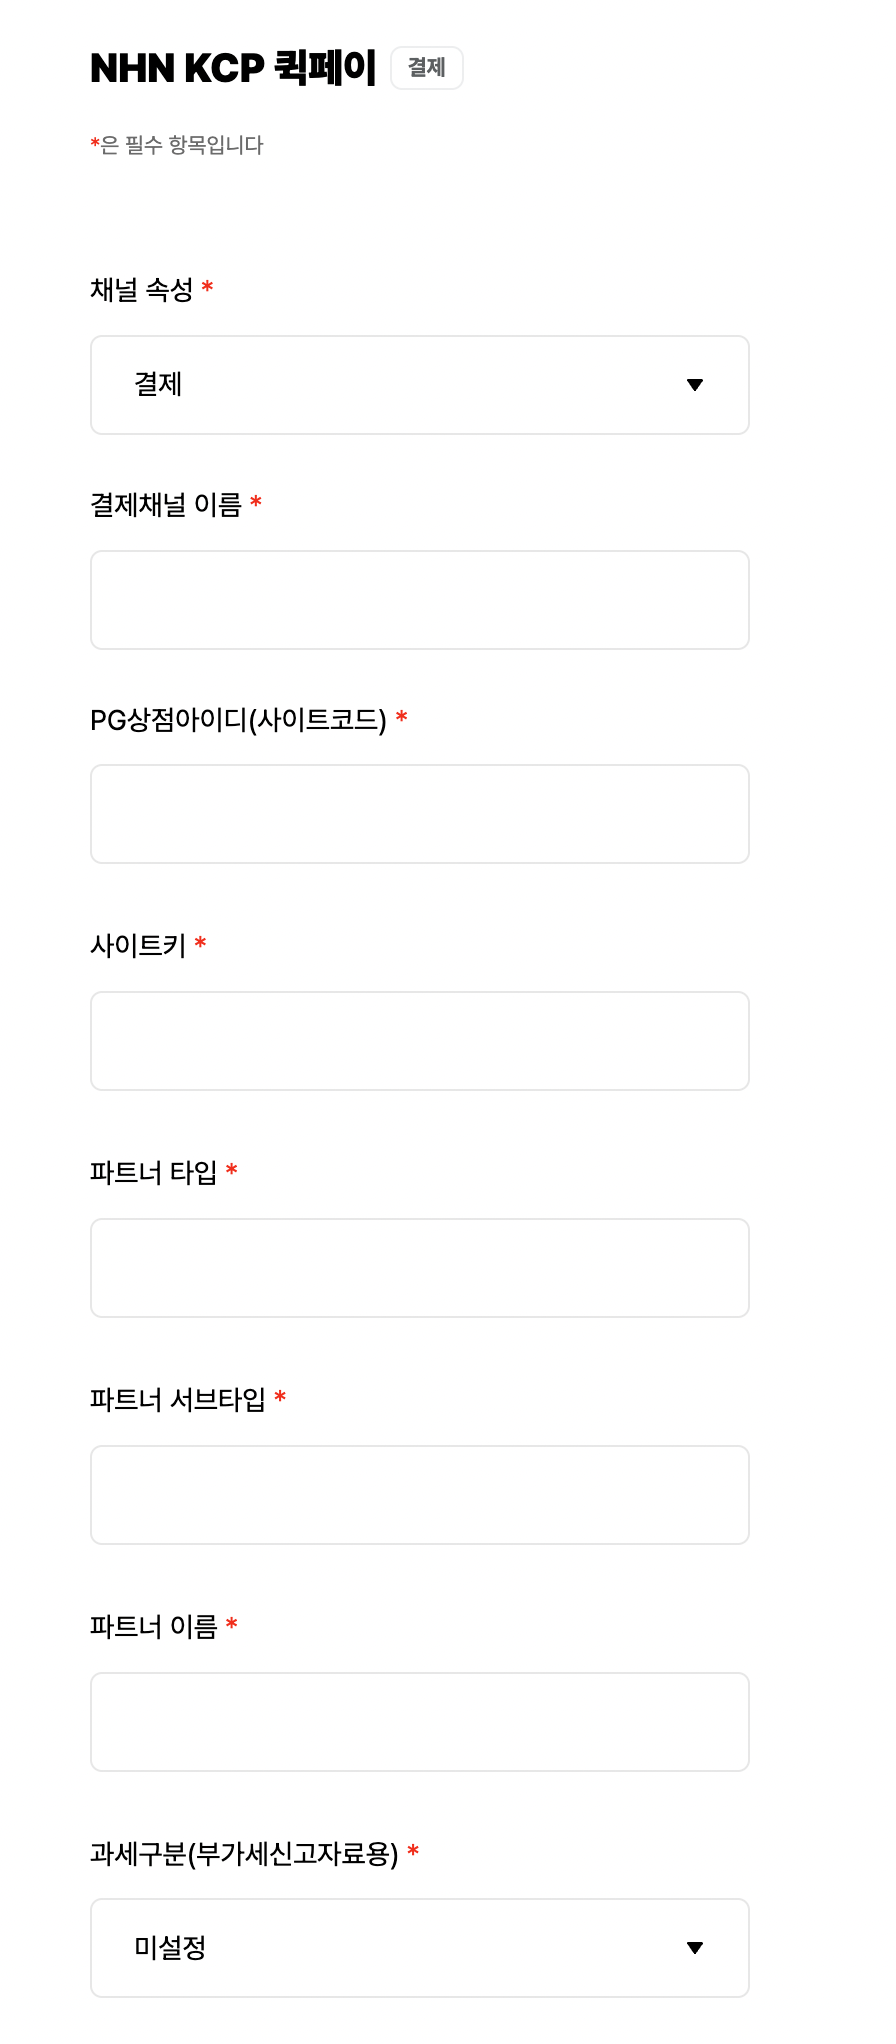 NHN KCP 퀵페이 결제
*은 필수 항목입니다
채널 속성 *
결제
결제채널 이름 *
PG상점아이디(사이트코드) *
사이트키 *
파트너 타입 *
파트너 서브타입 *
파트너 이름 *
과세구분(부가세신고자료용) *
미설정